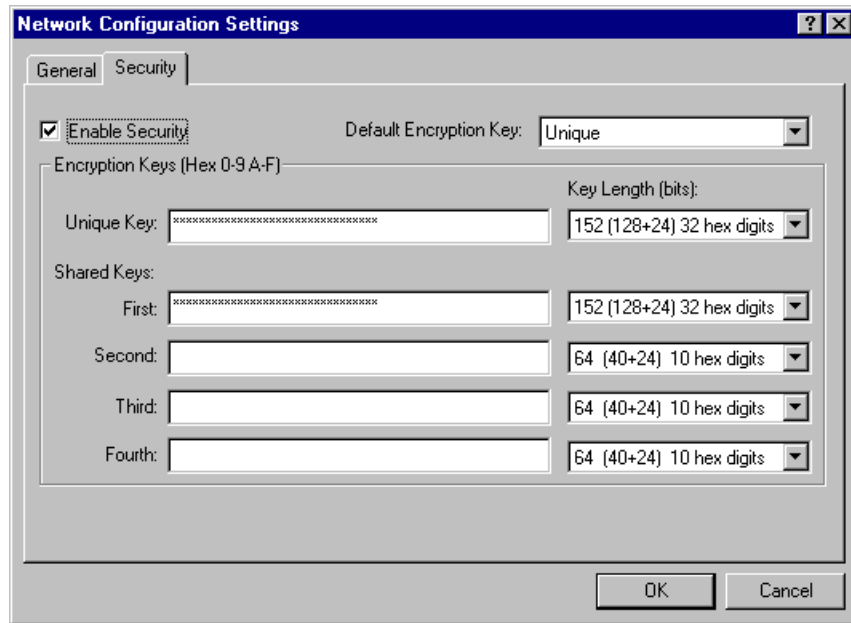 Network Configuration Settings
General Security
Enable Security Default Encryption Key: Unique
Encryption Keys (Hex 0-9 A-F)
Key Length (bits):
Unique Key: ******************************** 152 (128+24) 32 hex digits
Shared Keys:
First: ******************************** 152 (128+24) 32 hex digits
Second: 64 (40+24) 10 hex digits
Third: 64 (40+24) 10 hex digits
Fourth: 64 (40+24) 10 hex digits
OK Cancel